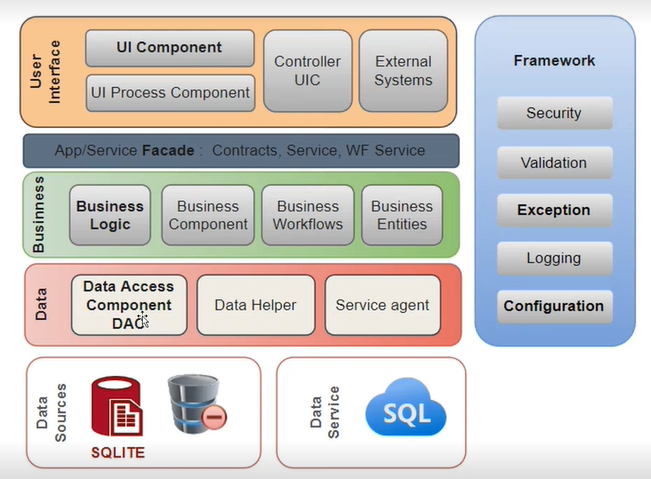 User
Interface
UI Component
UI Process Component
Controller
UIC
External
Systems
App/Service Facade : Contracts, Service, WF Service
Businness
Business
Logic
Business
Component
Business
Workflows
Business
Entities
Data
Data Access
Component
DAC
Data Helper
Service agent
Data
Sources
SQLITE
Data
Service
SQL
Framework
Security
Validation
Exception
Logging
Configuration